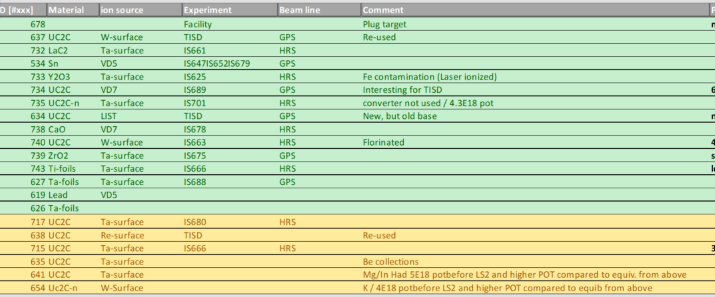 D [#xxx] Material ion source Experiment Beam line Comment
678 Facility Plug target
637 UC2C W-surface TISD GPS Re-used
732 LaC2 Ta-surface IS661 HRS
534 Sn VD5 IS647IS652IS679 GPS
733 Y2O3 Ta-surface IS625 HRS Fe contamination (Laser ionized)
734 UC2C VD7 IS689 GPS Interesting for TISD 6
735 UC2C-n Ta-surface IS701 HRS converter not used / 4.3E18 pot
634 UC2C LIST TISD GPS New, but old base
738 CaO VD7 IS678 HRS
740 UC2C W-surface IS663 HRS Florinated 4
739 ZrO2 Ta-surface IS675 GPS s
743 Ti-foils Ta-surface IS666 HRS
627 Ta-foils Ta-surface IS688 GPS
619 Lead VD5
626 Ta-foils
717 UC2C Ta-surface IS680 HRS
638 UC2C Re-surface TISD Re-used
715 UC2C Ta-surface IS666 HRS 3
635 UC2C Ta-surface Be collections
641 UC2C Ta-surface Mg/In Had 5E18 potbefore LS2 and higher POT compared to equiv. from above
654 Uc2C-n W-Surface K / 4E18 potbefore LS2 and higher POT compared to equib from above